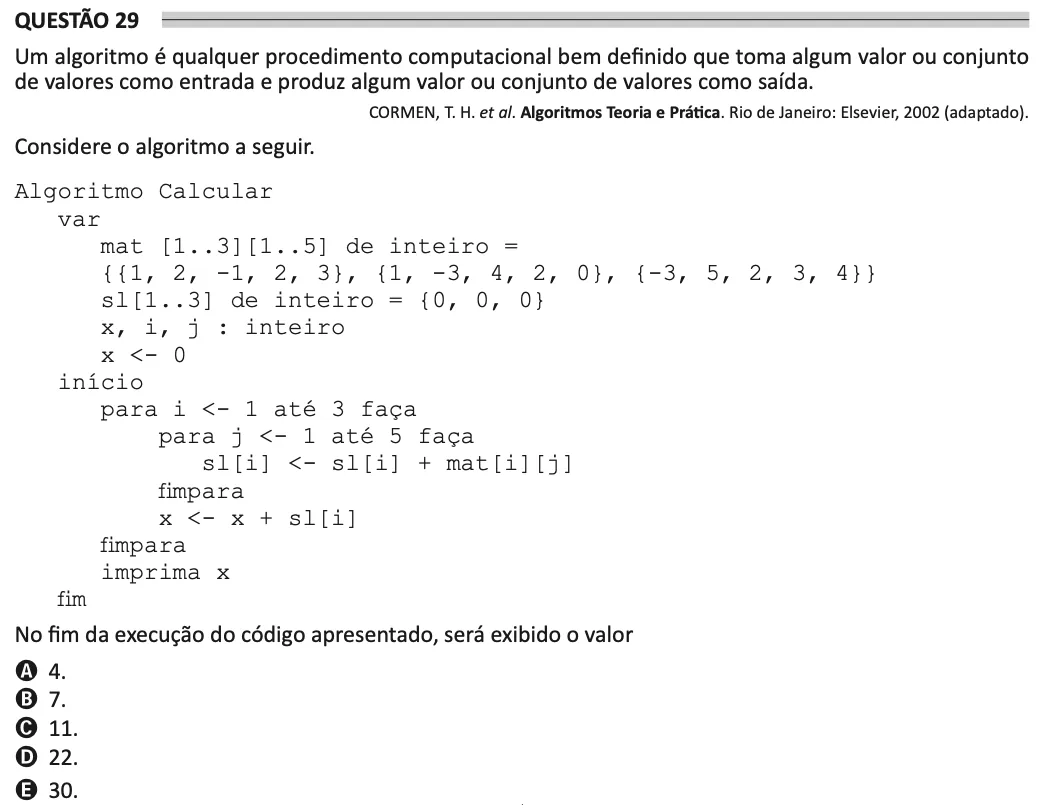 QUESTÃO 29
Um algoritmo é qualquer procedimento computacional bem definido que toma algum valor ou conjunto
de valores como entrada e produz algum valor ou conjunto de valores como saída.
CORMEN, T. H. et al. Algoritmos Teoria e Prática. Rio de Janeiro: Elsevier, 2002 (adaptado).
Considere o algoritmo a seguir.
Algoritmo Calcular
var
mat [1..3][1..5] de inteiro =
{{1, 2, -1, 2, 3}, {1, -3, 4, 2, 0}, {-3, 5, 2, 3, 4}}
sl[1..3] de inteiro = {0, 0, 0}
x, i, j : inteiro
x <- 0
início
para i <- 1 até 3 faça
para j <- 1 até 5 faça
sl[i] <- sl[i] + mat[i][j]
fimpara
x <- x + sl[i]
fimpara
imprima x
fim
No fim da execução do código apresentado, será exibido o valor
A 4.
B 7.
C 11.
D 22.
E 30.